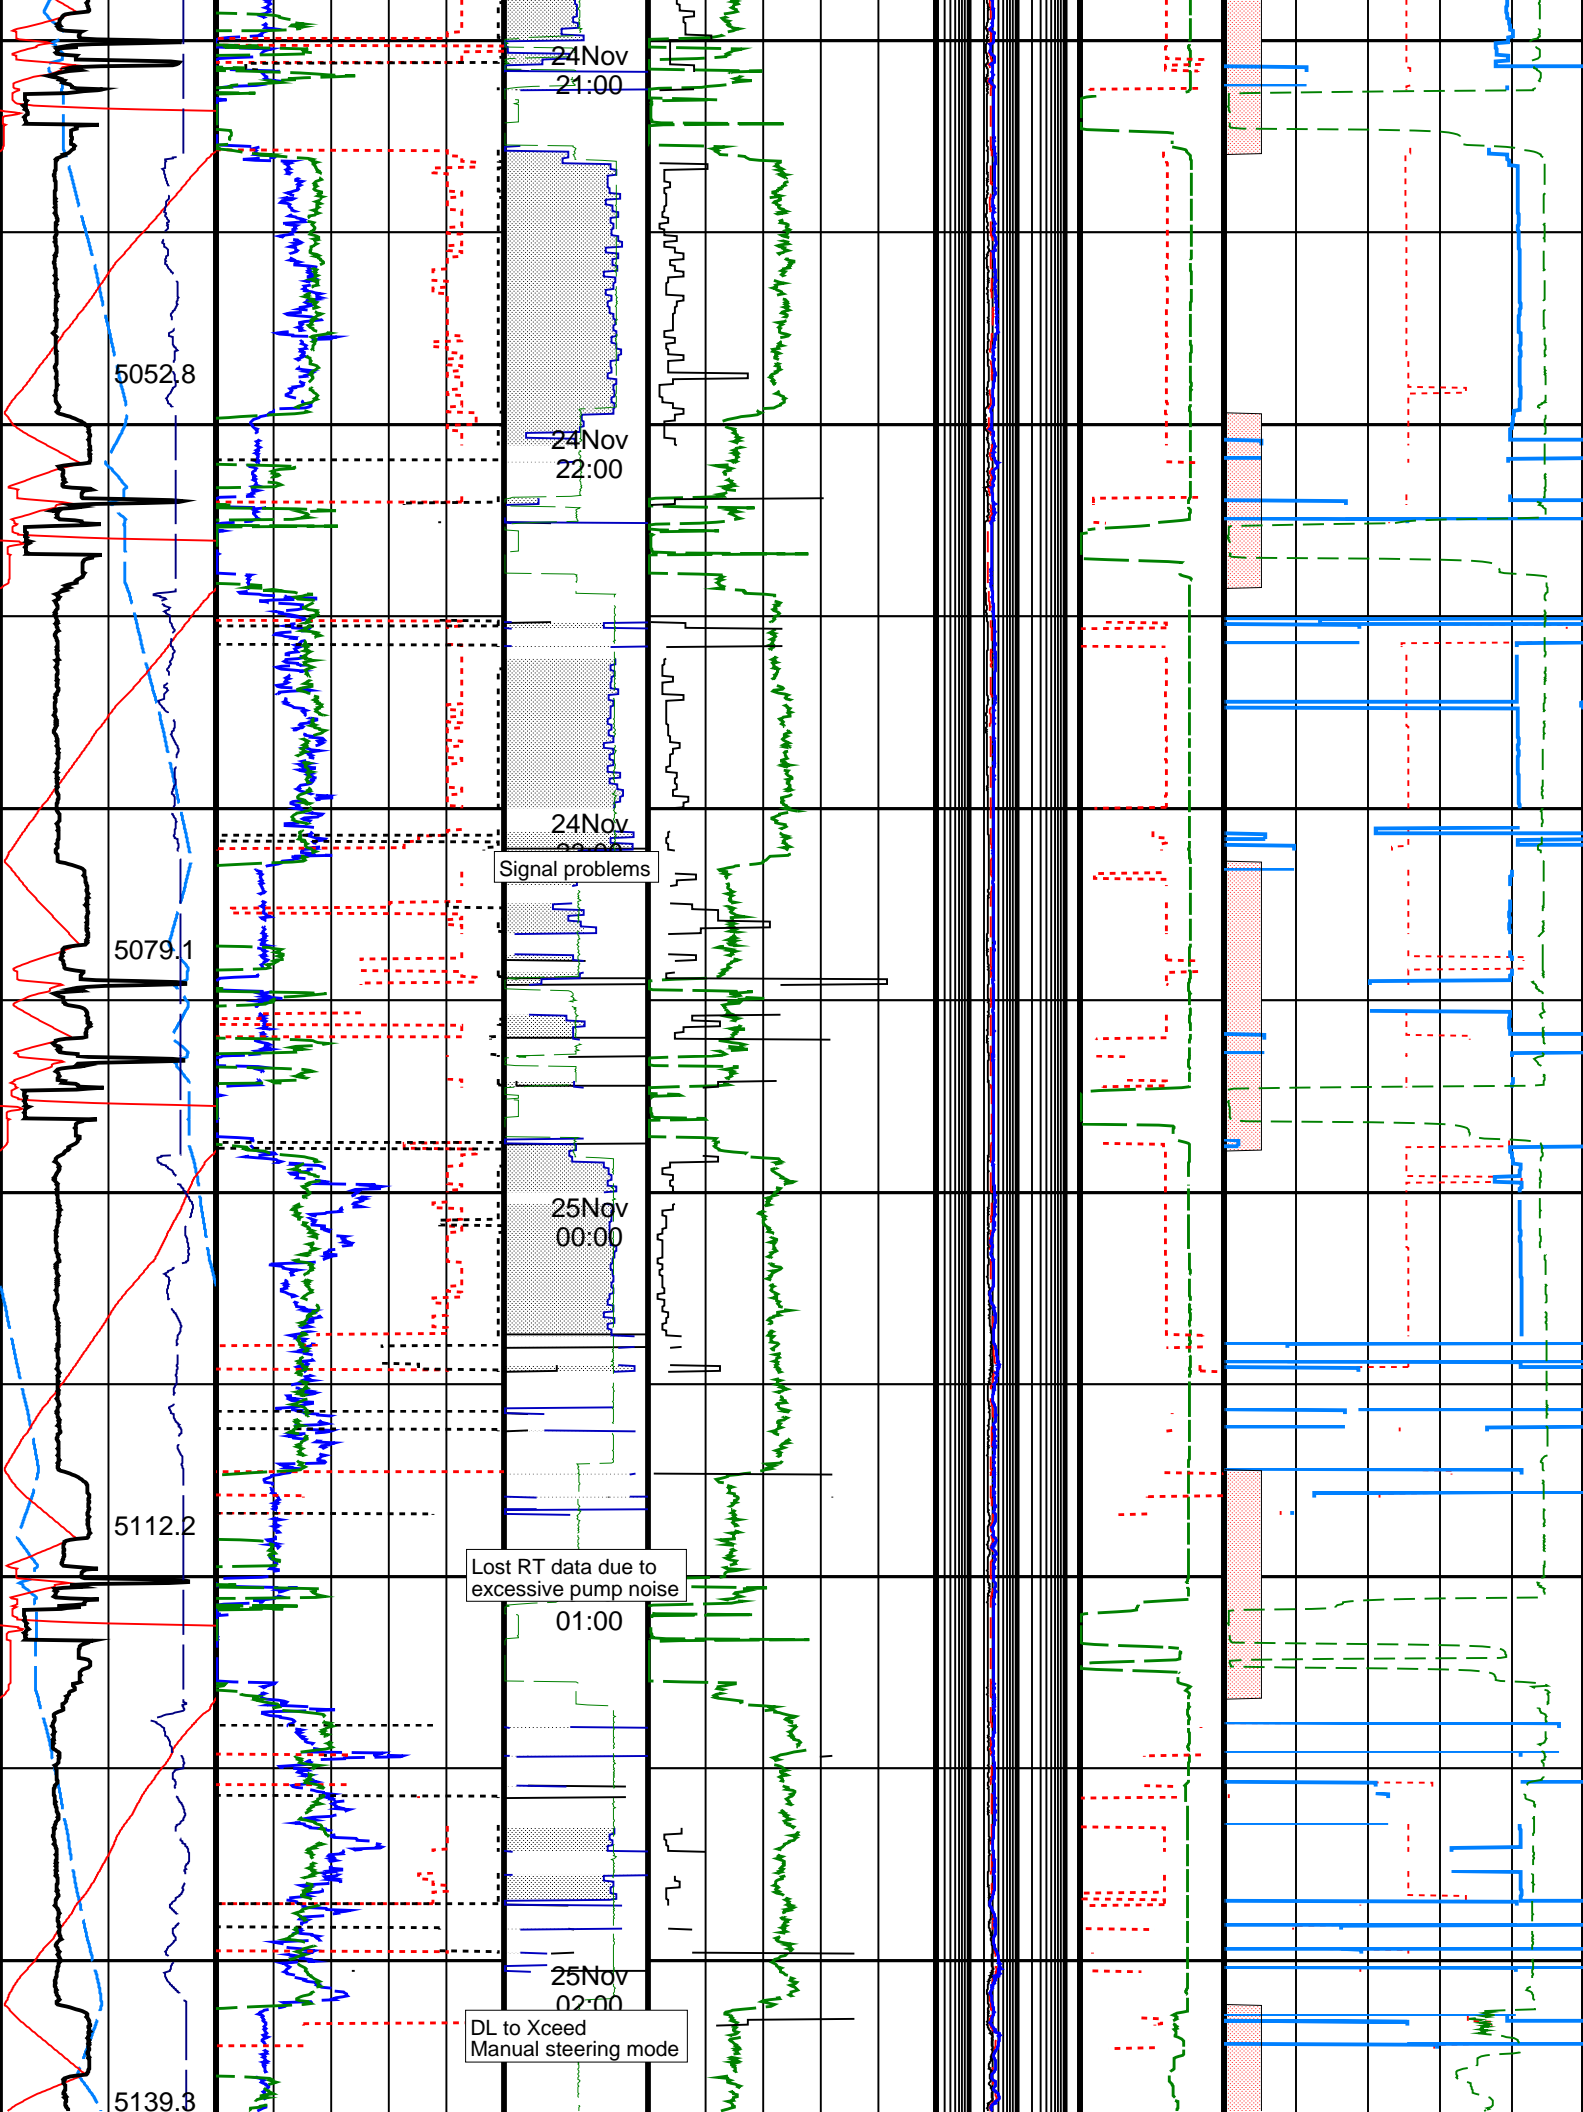 24Nov
21:00
5052.8
24Nov
22:00
24Nov
Signal problems
5079.1
25Nov
00:00
5112.2
Lost RT data due to
excessive pump noise
01:00
25Nov
02:00
DL to Xceed
Manual steering mode
5139.3